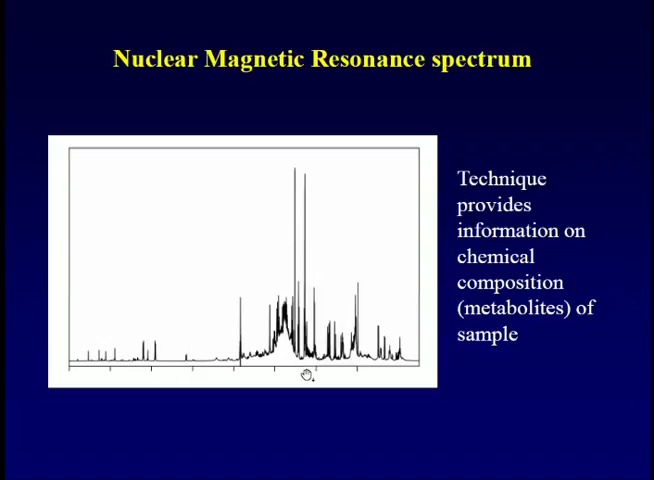 Nuclear Magnetic Resonance spectrum
Technique
provides
information on
chemical
composition
(metabolites) of
sample